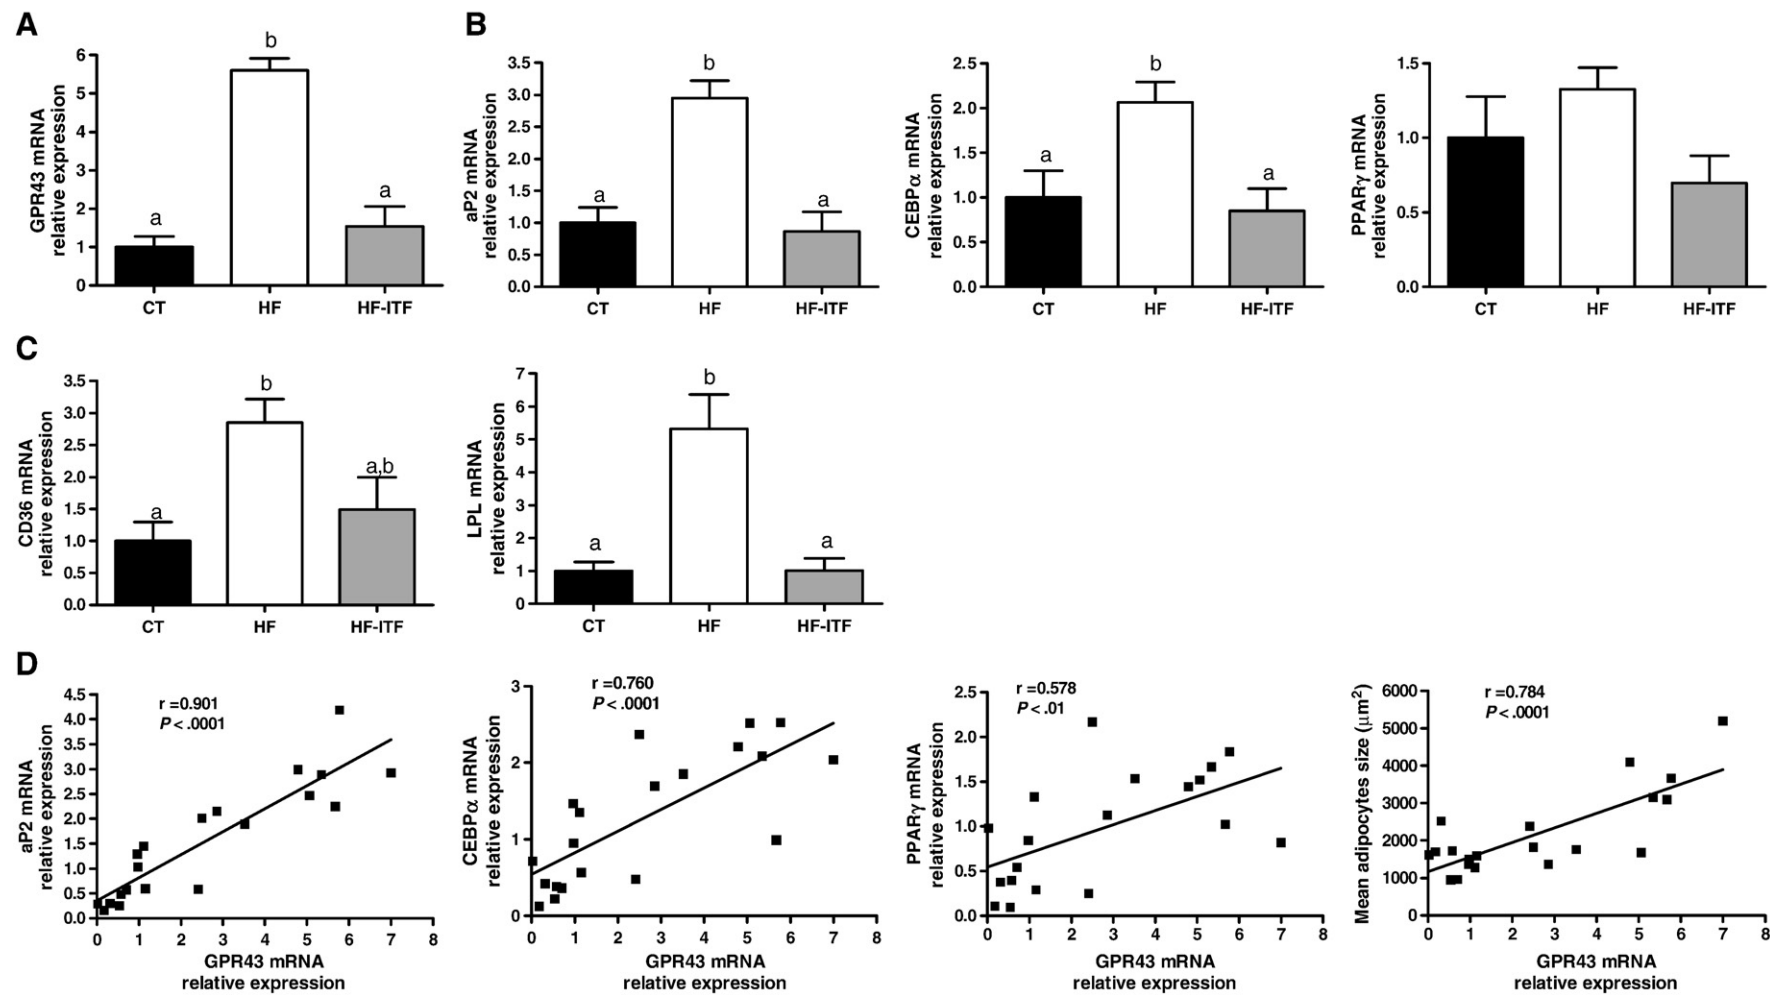 A
GPR43 mRNA
relative expression
6
5
4
3
2
1
0
a
b
a
CT HF HF-ITF
B
aP2 mRNA
relative expression
3.5
3.0
2.5
2.0
1.5
1.0
0.5
0.0
a
b
a
CT HF HF-ITF
CEBPα mRNA
relative expression
2.5
2.0
1.5
1.0
0.5
0.0
a
b
a
CT HF HF-ITF
PPARγ mRNA
relative expression
1.5
1.0
0.5
0.0
CT HF HF-ITF
C
CD36 mRNA
relative expression
3.5
3.0
2.5
2.0
1.5
1.0
0.5
0.0
a
b
a,b
CT HF HF-ITF
LPL mRNA
relative expression
7
6
5
4
3
2
1
0
a
b
a
CT HF HF-ITF
D
aP2 mRNA
relative expression
4.5
4.0
3.5
3.0
2.5
2.0
1.5
1.0
0.5
0.0
r =0.901
P < .0001
0 1 2 3 4 5 6 7 8
GPR43 mRNA
relative expression
CEBPα mRNA
relative expression
3
2
1
0
r =0.760
P < .0001
0 1 2 3 4 5 6 7 8
GPR43 mRNA
relative expression
PPARγ mRNA
relative expression
2.5
2.0
1.5
1.0
0.5
0.0
r =0.578
P < .01
0 1 2 3 4 5 6 7 8
GPR43 mRNA
relative expression
Mean adipocytes size (μm²)
6000
5000
4000
3000
2000
1000
0
r =0.784
P < .0001
0 1 2 3 4 5 6 7 8
GPR43 mRNA
relative expression